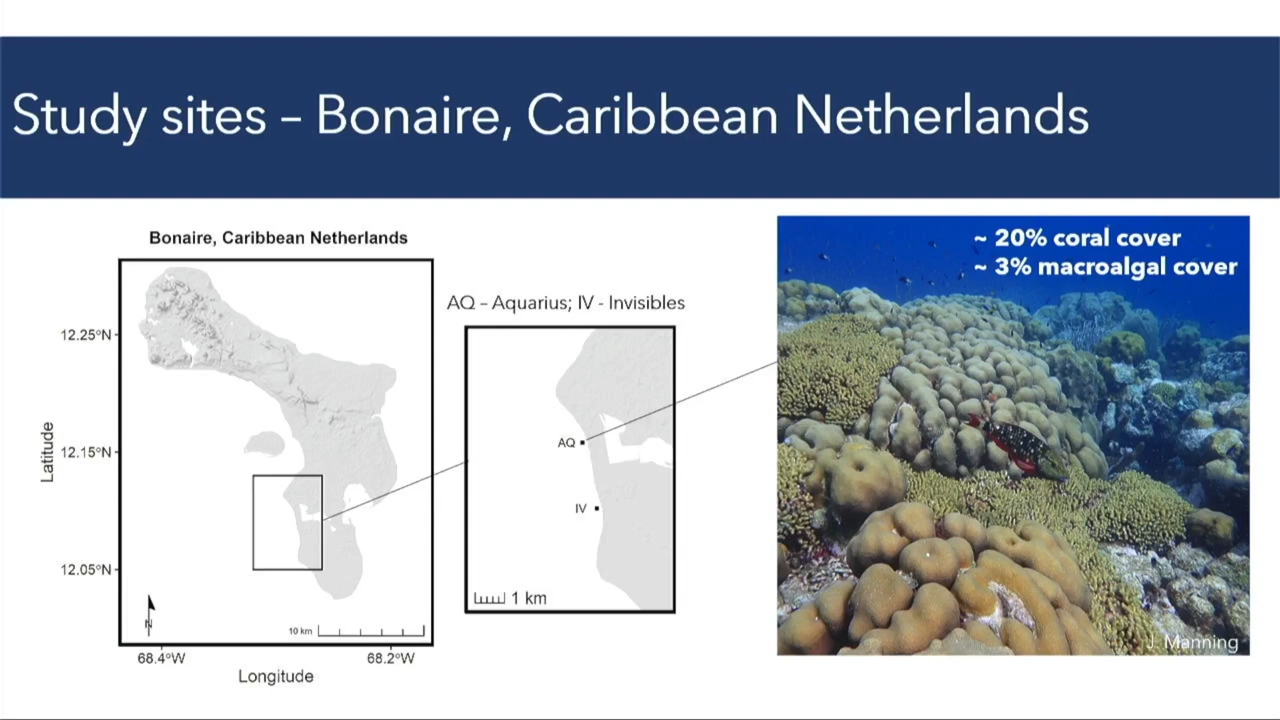 Study sites – Bonaire, Caribbean Netherlands
Bonaire, Caribbean Netherlands
12.25°N
12.15°N
12.05°N
Latitude
N
10 km
68.4°W
68.2°W
Longitude
AQ – Aquarius; IV - Invisibles
AQ
IV
1 km
~ 20% coral cover
~ 3% macroalgal cover
J. Manning